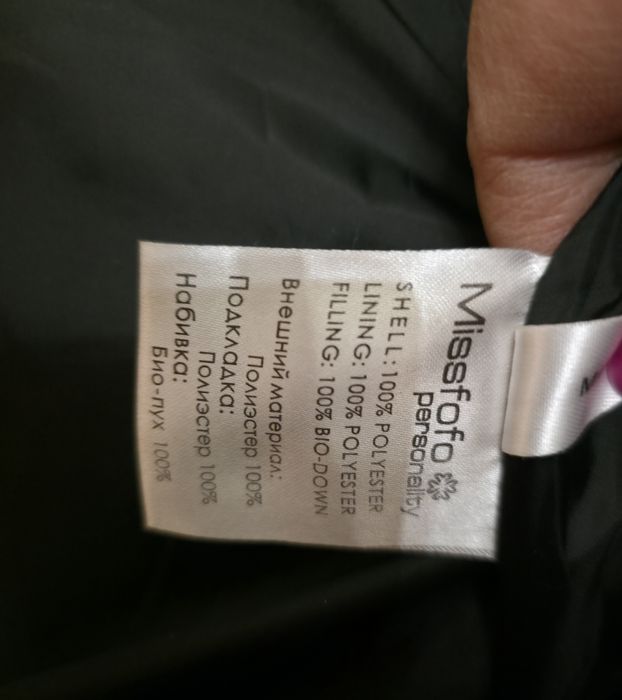 Missfofo
personality
SHELL: 100% POLYESTER
LINING: 100% POLYESTER
FILLING: 100% BIO-DOWN
Внешний материал:
Полиэстер 100%
Подкладка:
Полиэстер 100%
Набивка:
Био-пух 100%